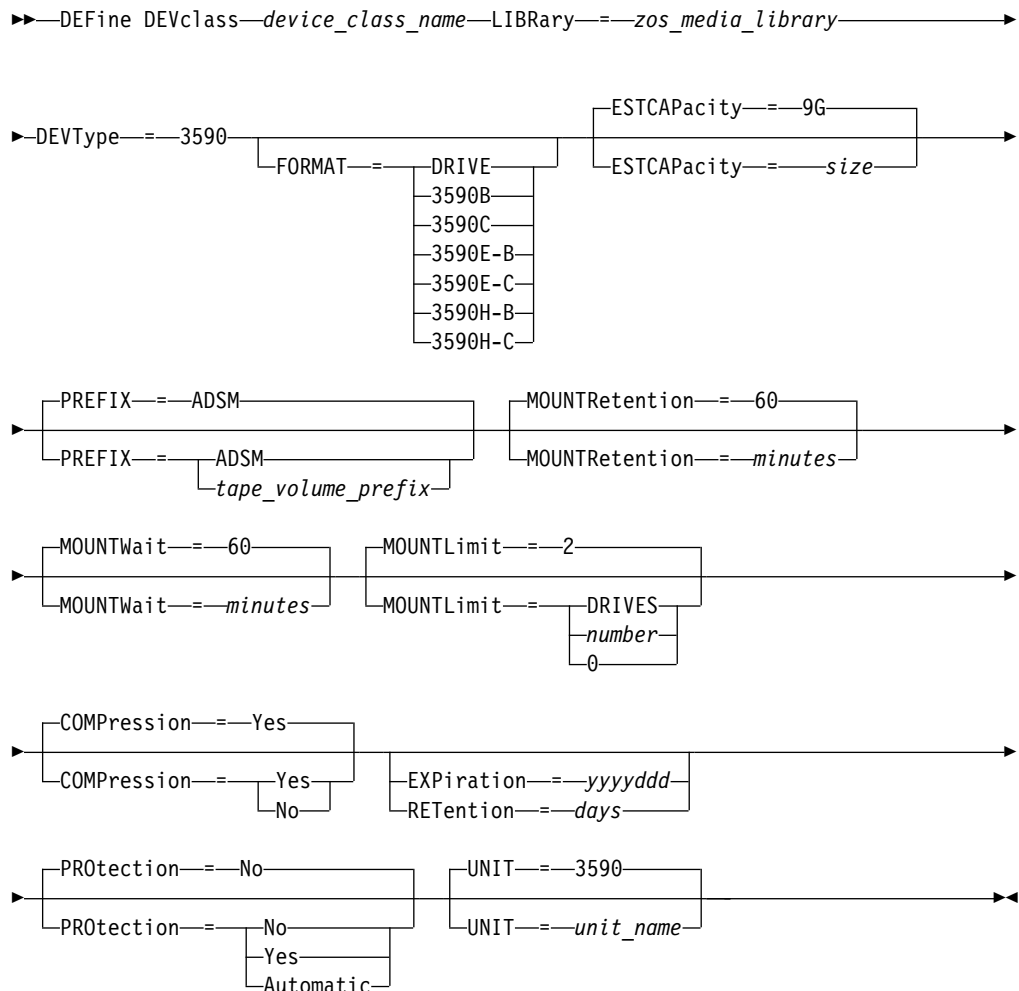 DEFine DEVclass device_class_name LIBRary = zos_media_library
ESTCAPacity = 9G
DEVType = 3590
FORMAT = DRIVE
ESTCAPacity = size
3590B
3590C
3590E-B
3590E-C
3590H-B
3590H-C
PREFIX = ADSM
MOUNTRetention = 60
PREFIX = ADSM
MOUNTRetention = minutes
tape_volume_prefix
MOUNTWait = 60
MOUNTLimit = 2
MOUNTWait = minutes
MOUNTLimit = DRIVES
number
0
COMPression = Yes
COMPression = Yes
EXPiration = yyyyddd
No
RETention = days
PROtection = No
UNIT = 3590
PROtection = No
UNIT = unit_name
Yes
Automatic